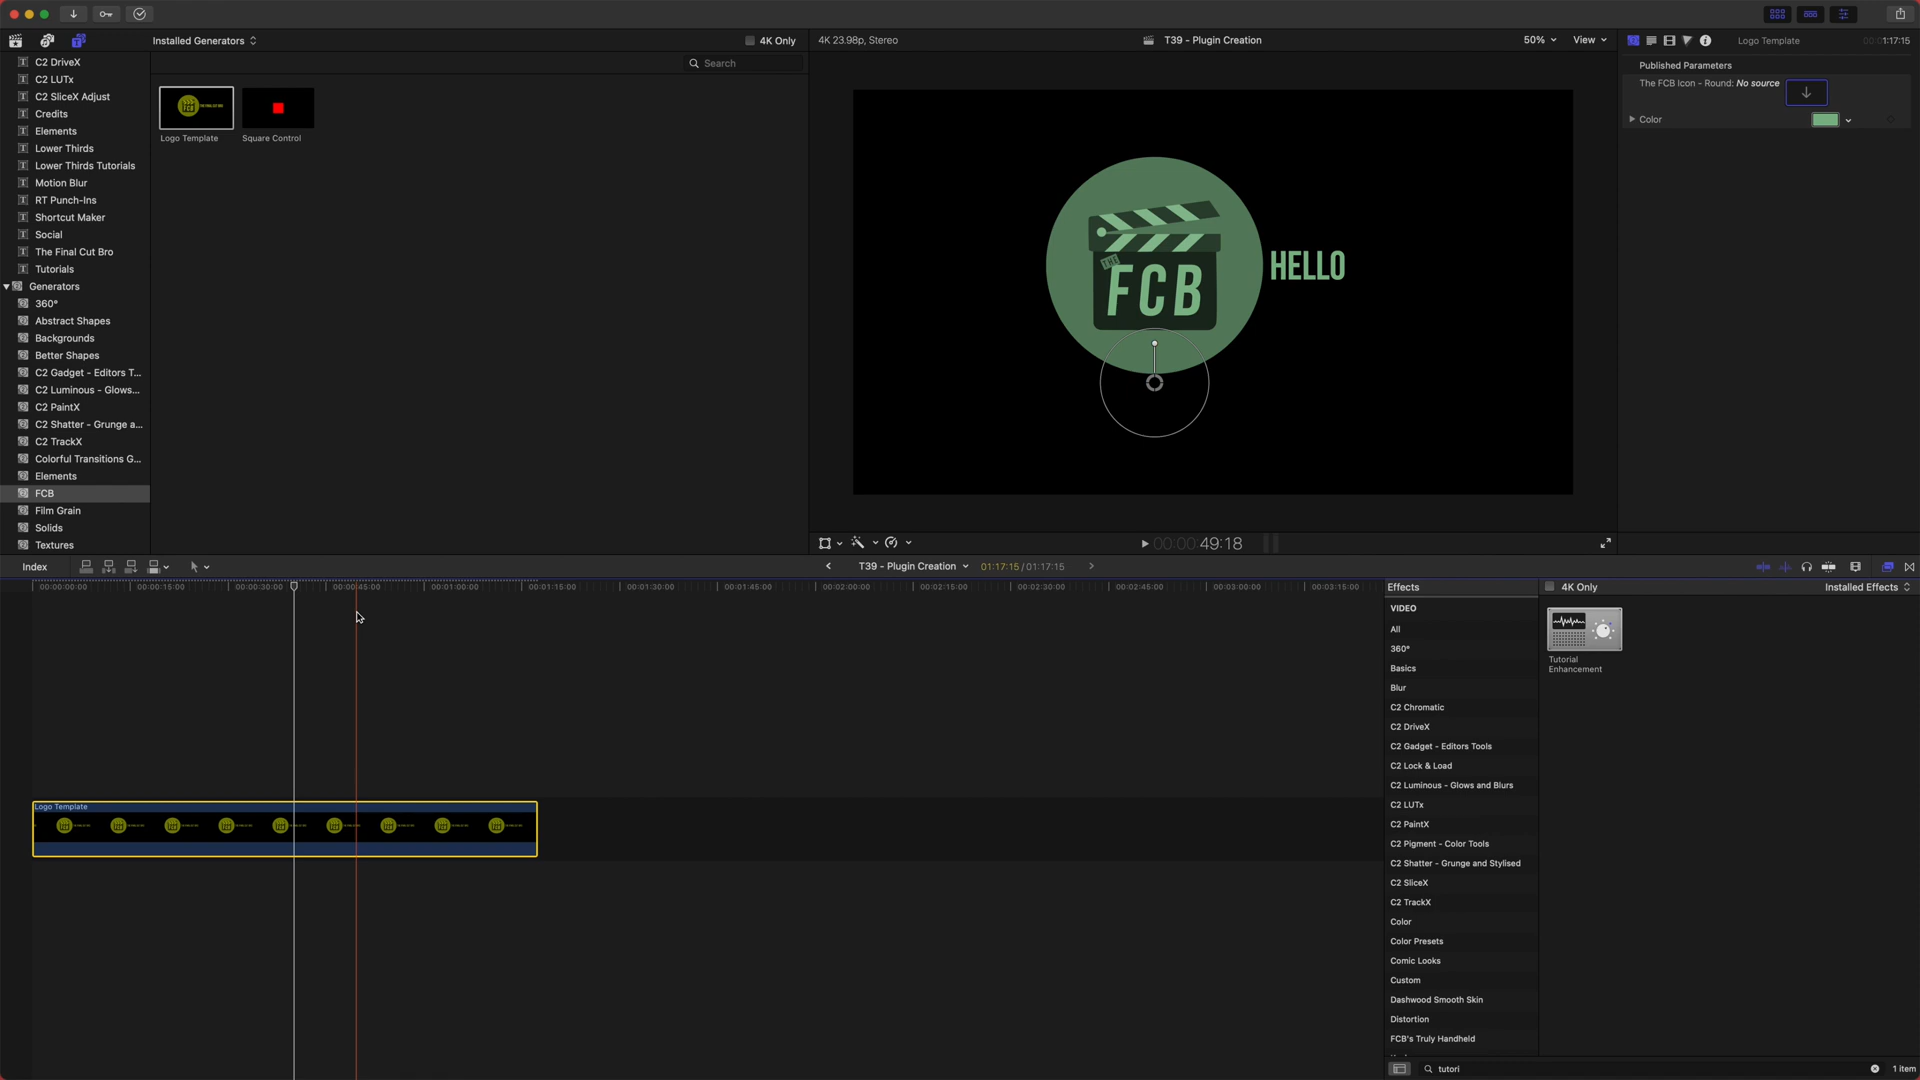 Installed Generators
4K Only
4K 23.98p, Stereo
T39 - Plugin Creation
50%
View
Logo Template
00:01:17:15
C2 DriveX
C2 LUTx
C2 SliceX Adjust
Credits
Elements
Lower Thirds
Lower Thirds Tutorials
Motion Blur
RT Punch-Ins
Shortcut Maker
Social
The Final Cut Bro
Tutorials
Generators
360°
Abstract Shapes
Backgrounds
Better Shapes
C2 Gadget - Editors T...
C2 Luminous - Glows...
C2 PaintX
C2 Shatter - Grunge a...
C2 TrackX
Colorful Transitions G...
Elements
FCB
Film Grain
Solids
Textures
Search
Logo Template
Square Control
THE
FCB
HELLO
Published Parameters
The FCB Icon - Round: No source
Color
00:00:49:18
Index
T39 - Plugin Creation
01:17:15 / 01:17:15
00:00:00:00
00:00:15:00
00:00:30:00
00:00:45:00
00:01:00:00
00:01:15:00
00:01:30:00
00:01:45:00
00:02:00:00
00:02:15:00
00:02:30:00
00:02:45:00
00:03:00:00
00:03:15:00
Logo Template
Effects
4K Only
Installed Effects
VIDEO
All
360°
Basics
Blur
C2 Chromatic
C2 DriveX
C2 Gadget - Editors Tools
C2 Lock & Load
C2 Luminous - Glows and Blurs
C2 LUTx
C2 PaintX
C2 Pigment - Color Tools
C2 Shatter - Grunge and Stylised
C2 SliceX
C2 TrackX
Color
Color Presets
Comic Looks
Custom
Dashwood Smooth Skin
Distortion
FCB's Truly Handheld
Tutorial
Enhancement
tutori
1 item